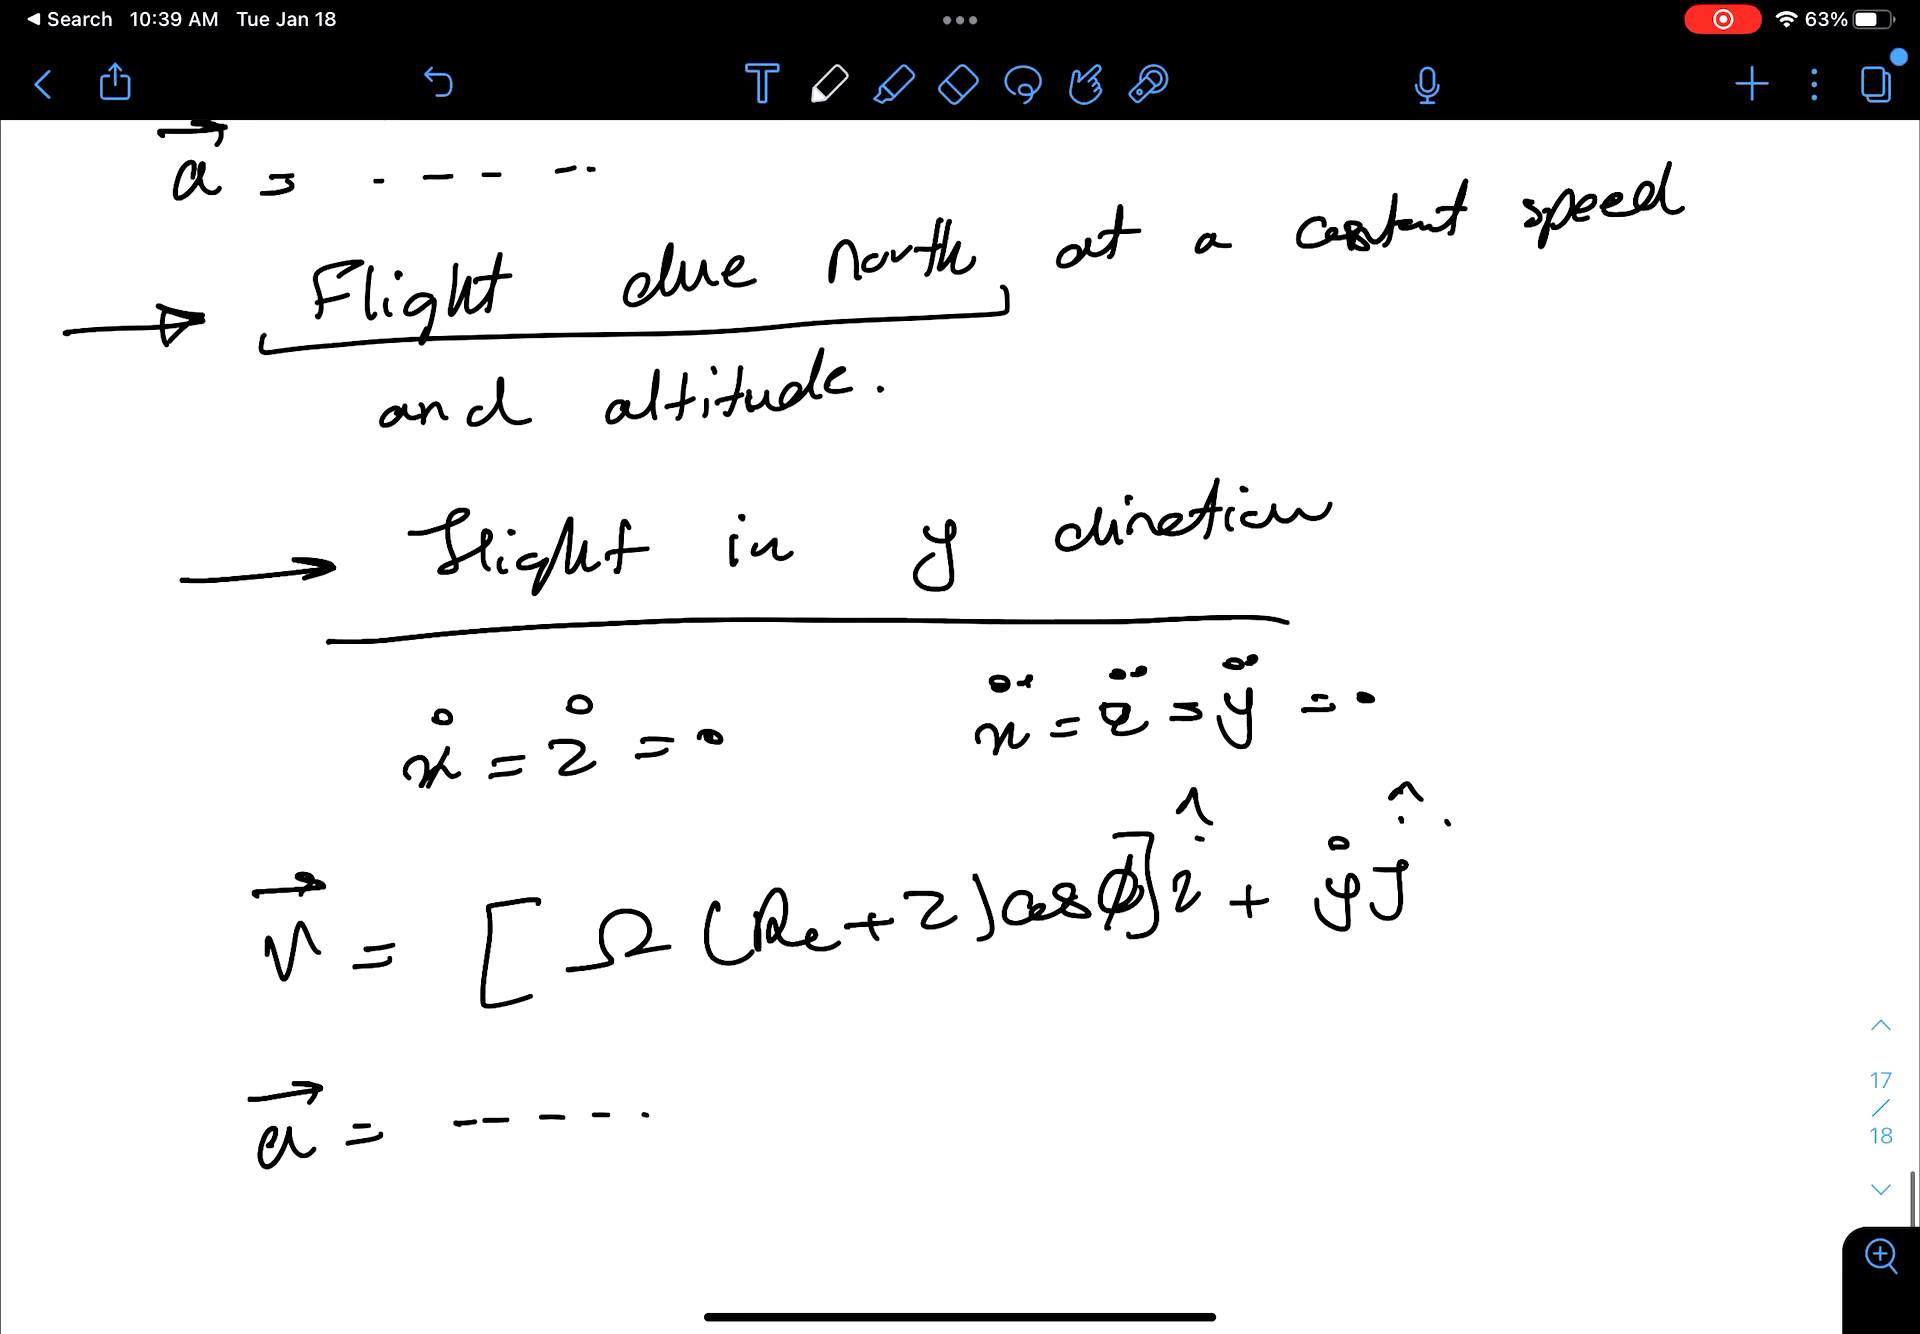 Search 10:39 AM Tue Jan 18 63%
T
a⃗ = . - - - - ..
→ Flight due north at a constant speed
and altitude.
→ Flight in y direction
ẋ = ż = 0 ẍ = z̈ = ÿ = 0
v⃗ = [Ω (Re + z) cos ϕ] î + ẏ ĵ
a⃗ = - - - - - .
17
/
18